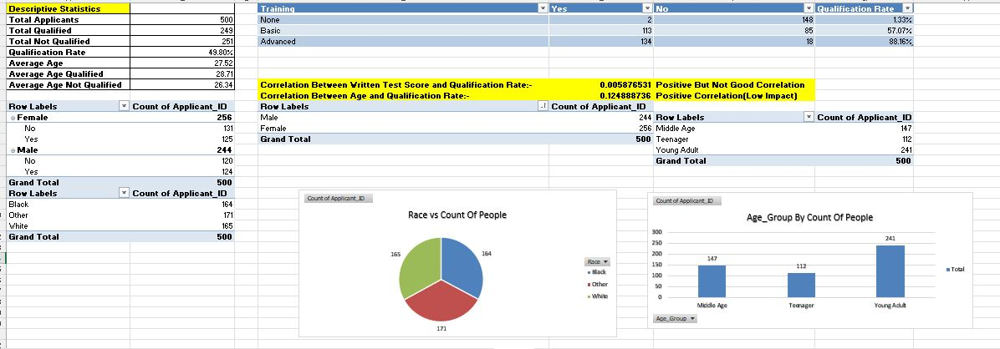 Descriptive Statistics
Total Applicants 500
Total Qualified 249
Total Not Qualified 251
Qualification Rate 49.80%
Average Age 27.52
Average Age Qualified 28.71
Average Age Not Qualified 26.34
Row Labels Count of Applicant_ID
Female 256
No 131
Yes 125
Male 244
No 120
Yes 124
Grand Total 500
Row Labels Count of Applicant_ID
Black 164
Other 171
White 165
Grand Total 500
Training Yes No Qualification Rate
None 2 148 1.33%
Basic 113 85 57.07%
Advanced 134 18 88.16%
Correlation Between Written Test Score and Qualification Rate:- 0.005876531 Positive But Not Good Correlation
Correlation Between Age and Qualification Rate:- 0.124888736 Positive Correlation(Low Impact)
Row Labels Count of Applicant_ID
Male 244
Female 256
Grand Total 500
Row Labels Count of Applicant_ID
Middle Age 147
Teenager 112
Young Adult 241
Grand Total 500
Count of Applicant_ID
Race vs Count Of People
165
164
171
Race
Black
Other
White
Count of Applicant_ID
Age_Group By Count Of People
300
250
200
150
100
50
0
147
112
241
Middle Age
Teenager
Young Adult
Total
Age_Group